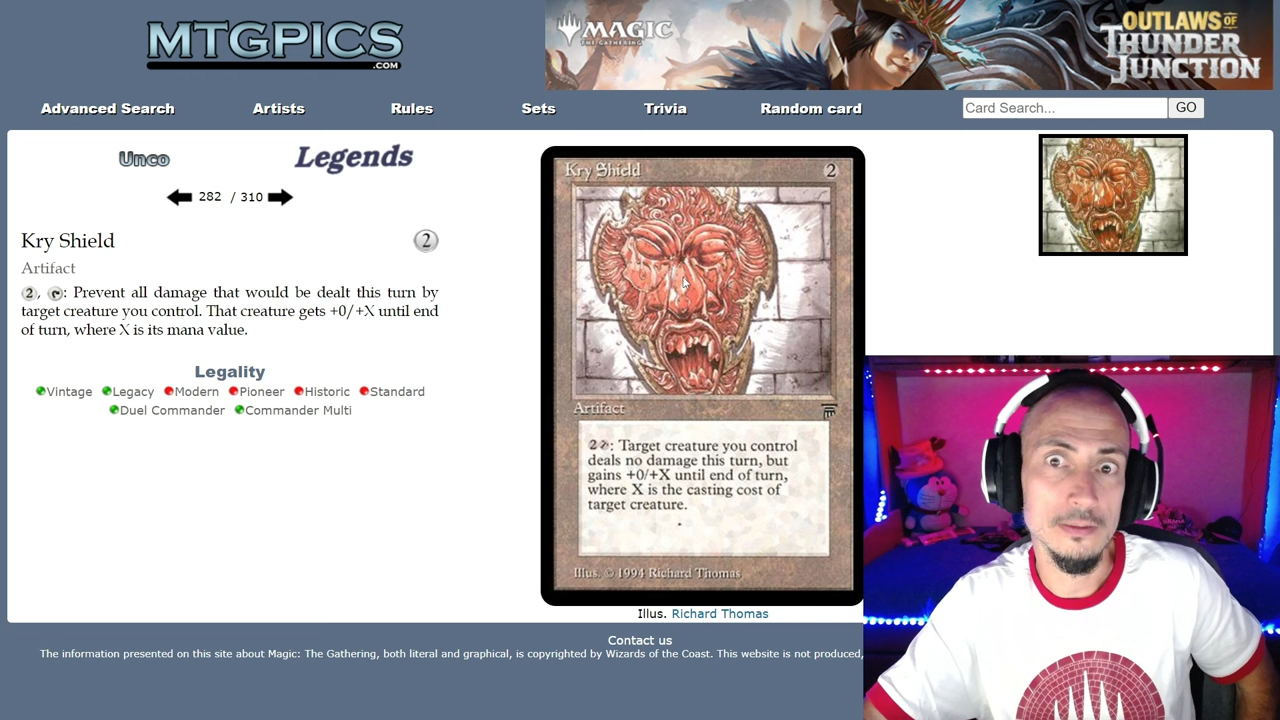 MTGPICS
.COM
MAGIC
THE GATHERING
OUTLAWS OF
THUNDER
JUNCTION
Advanced Search
Artists
Rules
Sets
Trivia
Random card
Card Search...
GO
Unco
Legends
282 / 310
Kry Shield
2
Artifact
2, : Prevent all damage that would be dealt this turn by
target creature you control. That creature gets +0/+X until end
of turn, where X is its mana value.
Legality
Vintage Legacy Modern Pioneer Historic Standard
Duel Commander Commander Multi
Kry Shield
2
Artifact
2 : Target creature you control
deals no damage this turn, but
gains +0/+X until end of turn,
where X is the casting cost of
target creature.
Illus. © 1994 Richard Thomas
Illus. Richard Thomas
Contact us
The information presented on this site about Magic: The Gathering, both literal and graphical, is copyrighted by Wizards of the Coast. This website is not produced,